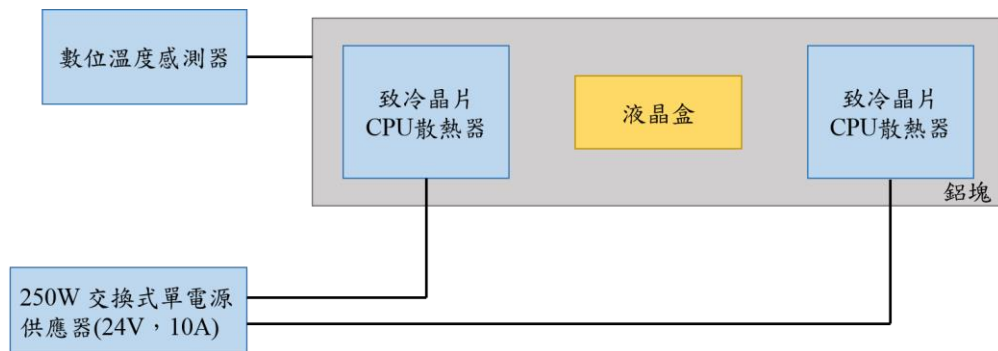 數位溫度感測器
致冷晶片
CPU散熱器
液晶盒
致冷晶片
CPU散熱器
鋁塊
250W 交換式單電源
供應器(24V，10A)